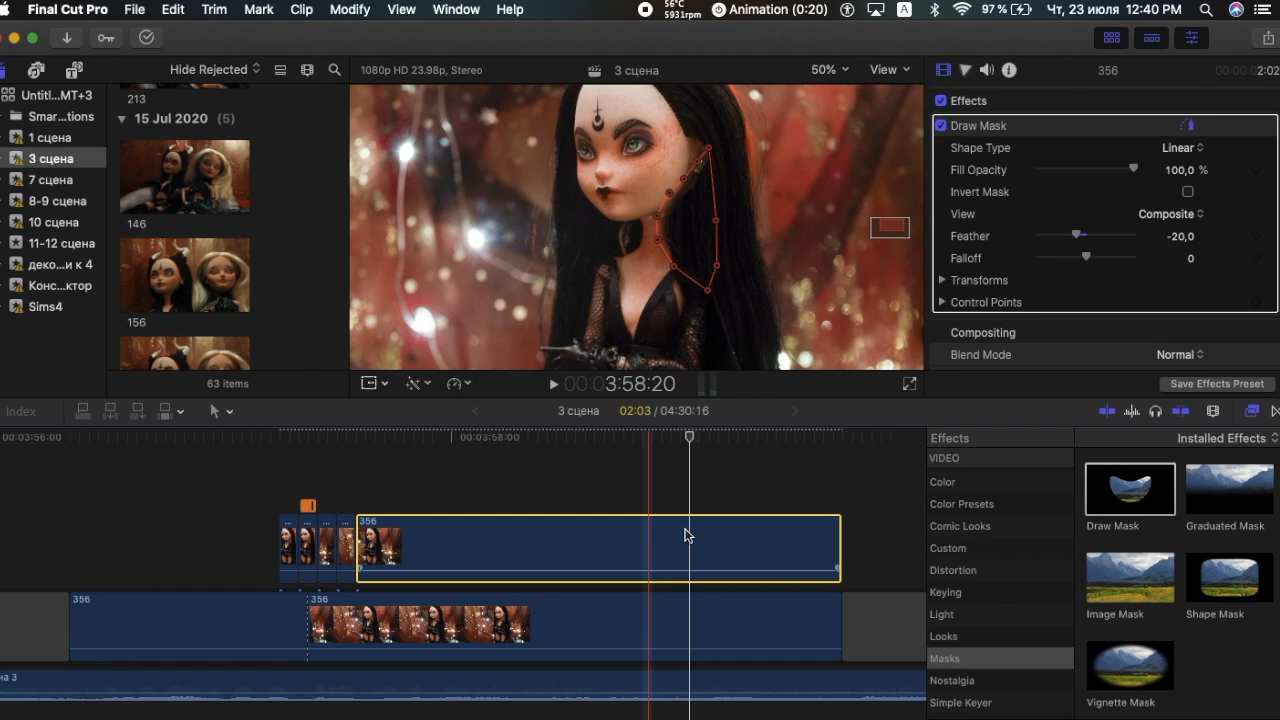 Final Cut Pro File Edit Trim Mark Clip Modify View Window Help 56°C 5931rpm Animation (0:20) A 97% Чт, 23 июля 12:40 PM
Hide Rejected
1080p HD 23.98p, Stereo
3 сцена
50% View
356
Untitl...MT+3
Smar...tions
1 сцена
3 сцена
7 сцена
8-9 сцена
10 сцена
11-12 сцена
деко...и к 4
Конс...ктор
Sims4
213
15 Jul 2020 (5)
146
156
63 items
Effects
Draw Mask
Shape Type Linear
Fill Opacity 100,0 %
Invert Mask
View Composite
Feather -20,0
Falloff 0
Transforms
Control Points
Compositing
Blend Mode Normal
Save Effects Preset
00:03:58:20
Index
3 сцена 02:03 / 04:30:16
00:03:56:00
00:03:58:00
356
356
356
на 3
Effects
VIDEO
Color
Color Presets
Comic Looks
Custom
Distortion
Keying
Light
Looks
Masks
Nostalgia
Simple Keyer
Installed Effects
Draw Mask
Graduated Mask
Image Mask
Shape Mask
Vignette Mask